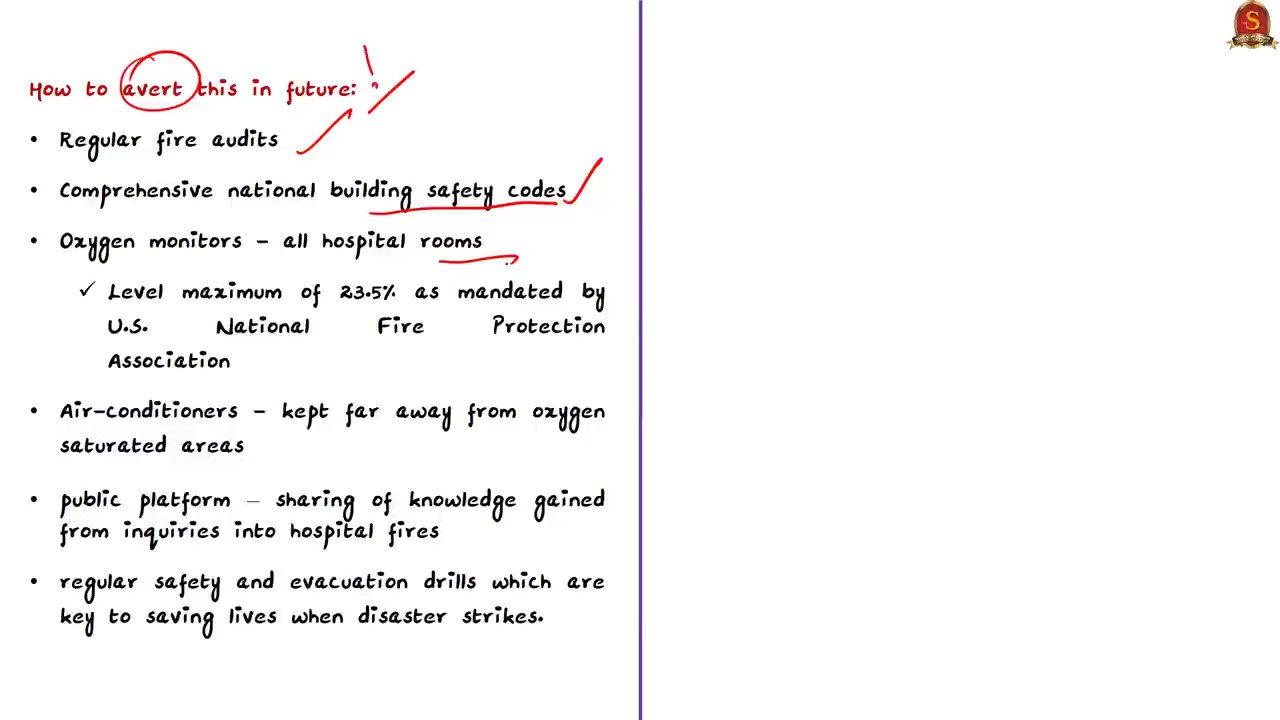 How to avert this in future:
• Regular fire audits
• Comprehensive national building safety codes
• Oxygen monitors – all hospital rooms
✓ Level maximum of 23.5% as mandated by
U.S. National Fire Protection
Association
• Air-conditioners – kept far away from oxygen
saturated areas
• public platform – sharing of knowledge gained
from inquiries into hospital fires
• regular safety and evacuation drills which are
key to saving lives when disaster strikes.
S